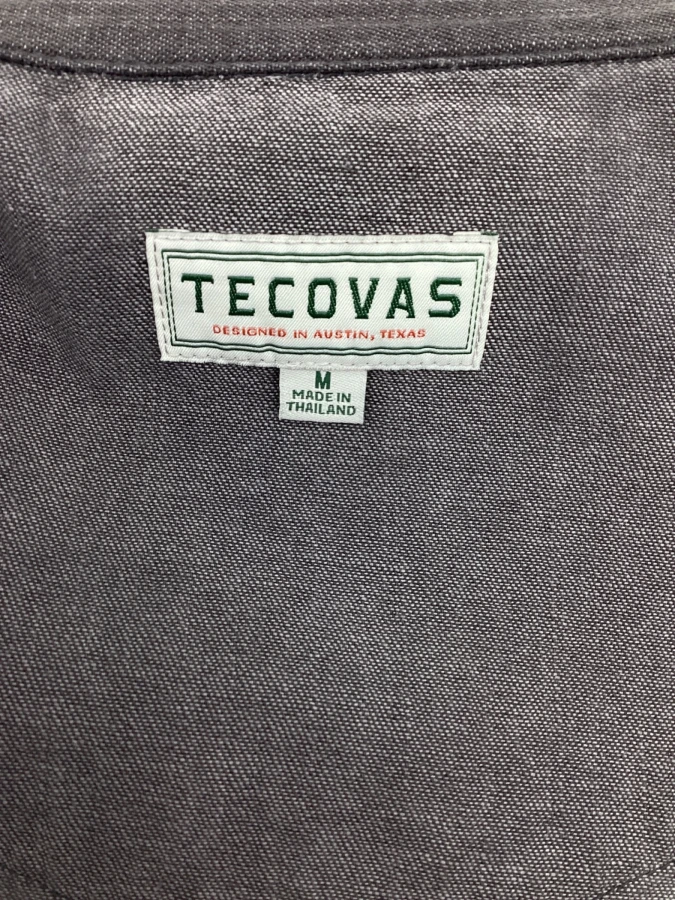 TECOVAS
DESIGNED IN AUSTIN, TEXAS
M
MADE IN
THAILAND